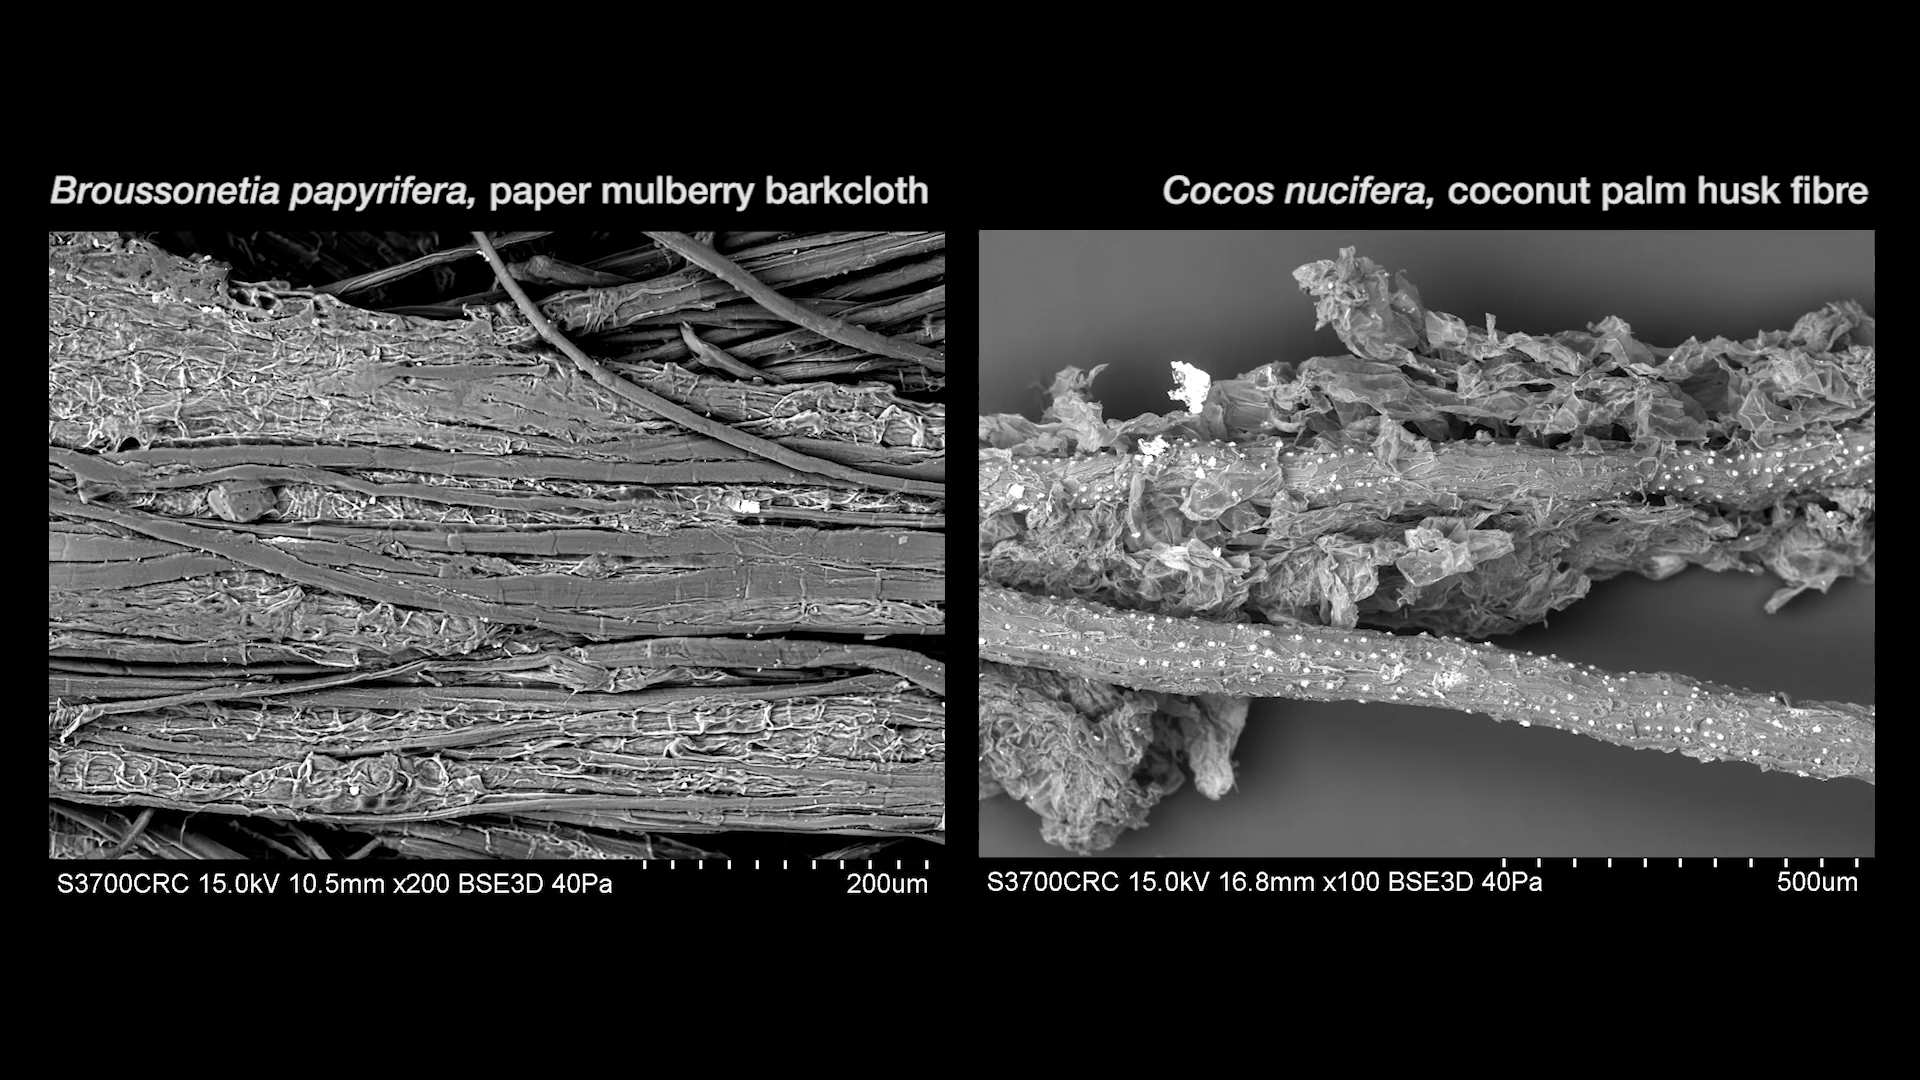 Broussonetia papyrifera, paper mulberry barkcloth
S3700CRC 15.0kV 10.5mm x200 BSE3D 40Pa 200um
Cocos nucifera, coconut palm husk fibre
S3700CRC 15.0kV 16.8mm x100 BSE3D 40Pa 500um